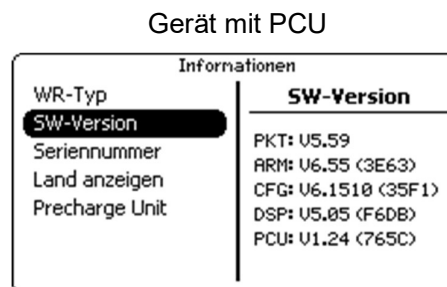 Gerät mit PCU
Informationen
WR-Typ
SW-Version
Seriennummer
Land anzeigen
Precharge Unit
SW-Version
PKT: V5.59
ARM: V6.55 (3E63)
CFG: V6.1510 (35F1)
DSP: V5.05 (F6DB)
PCU: V1.24 (765C)